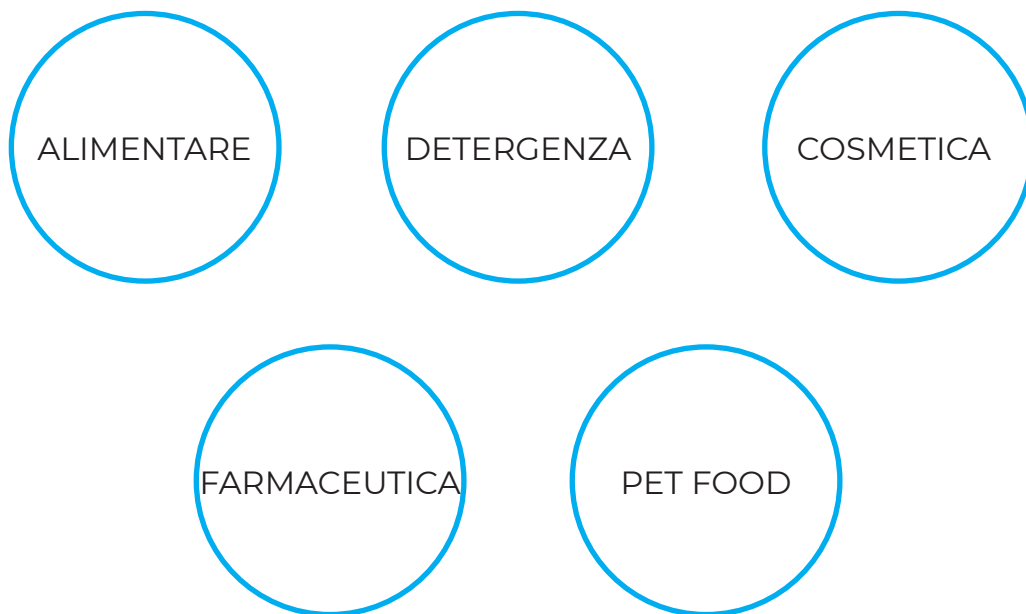 ALIMENTARE
DETERGENZA
COSMETICA
FARMACEUTICA
PET FOOD